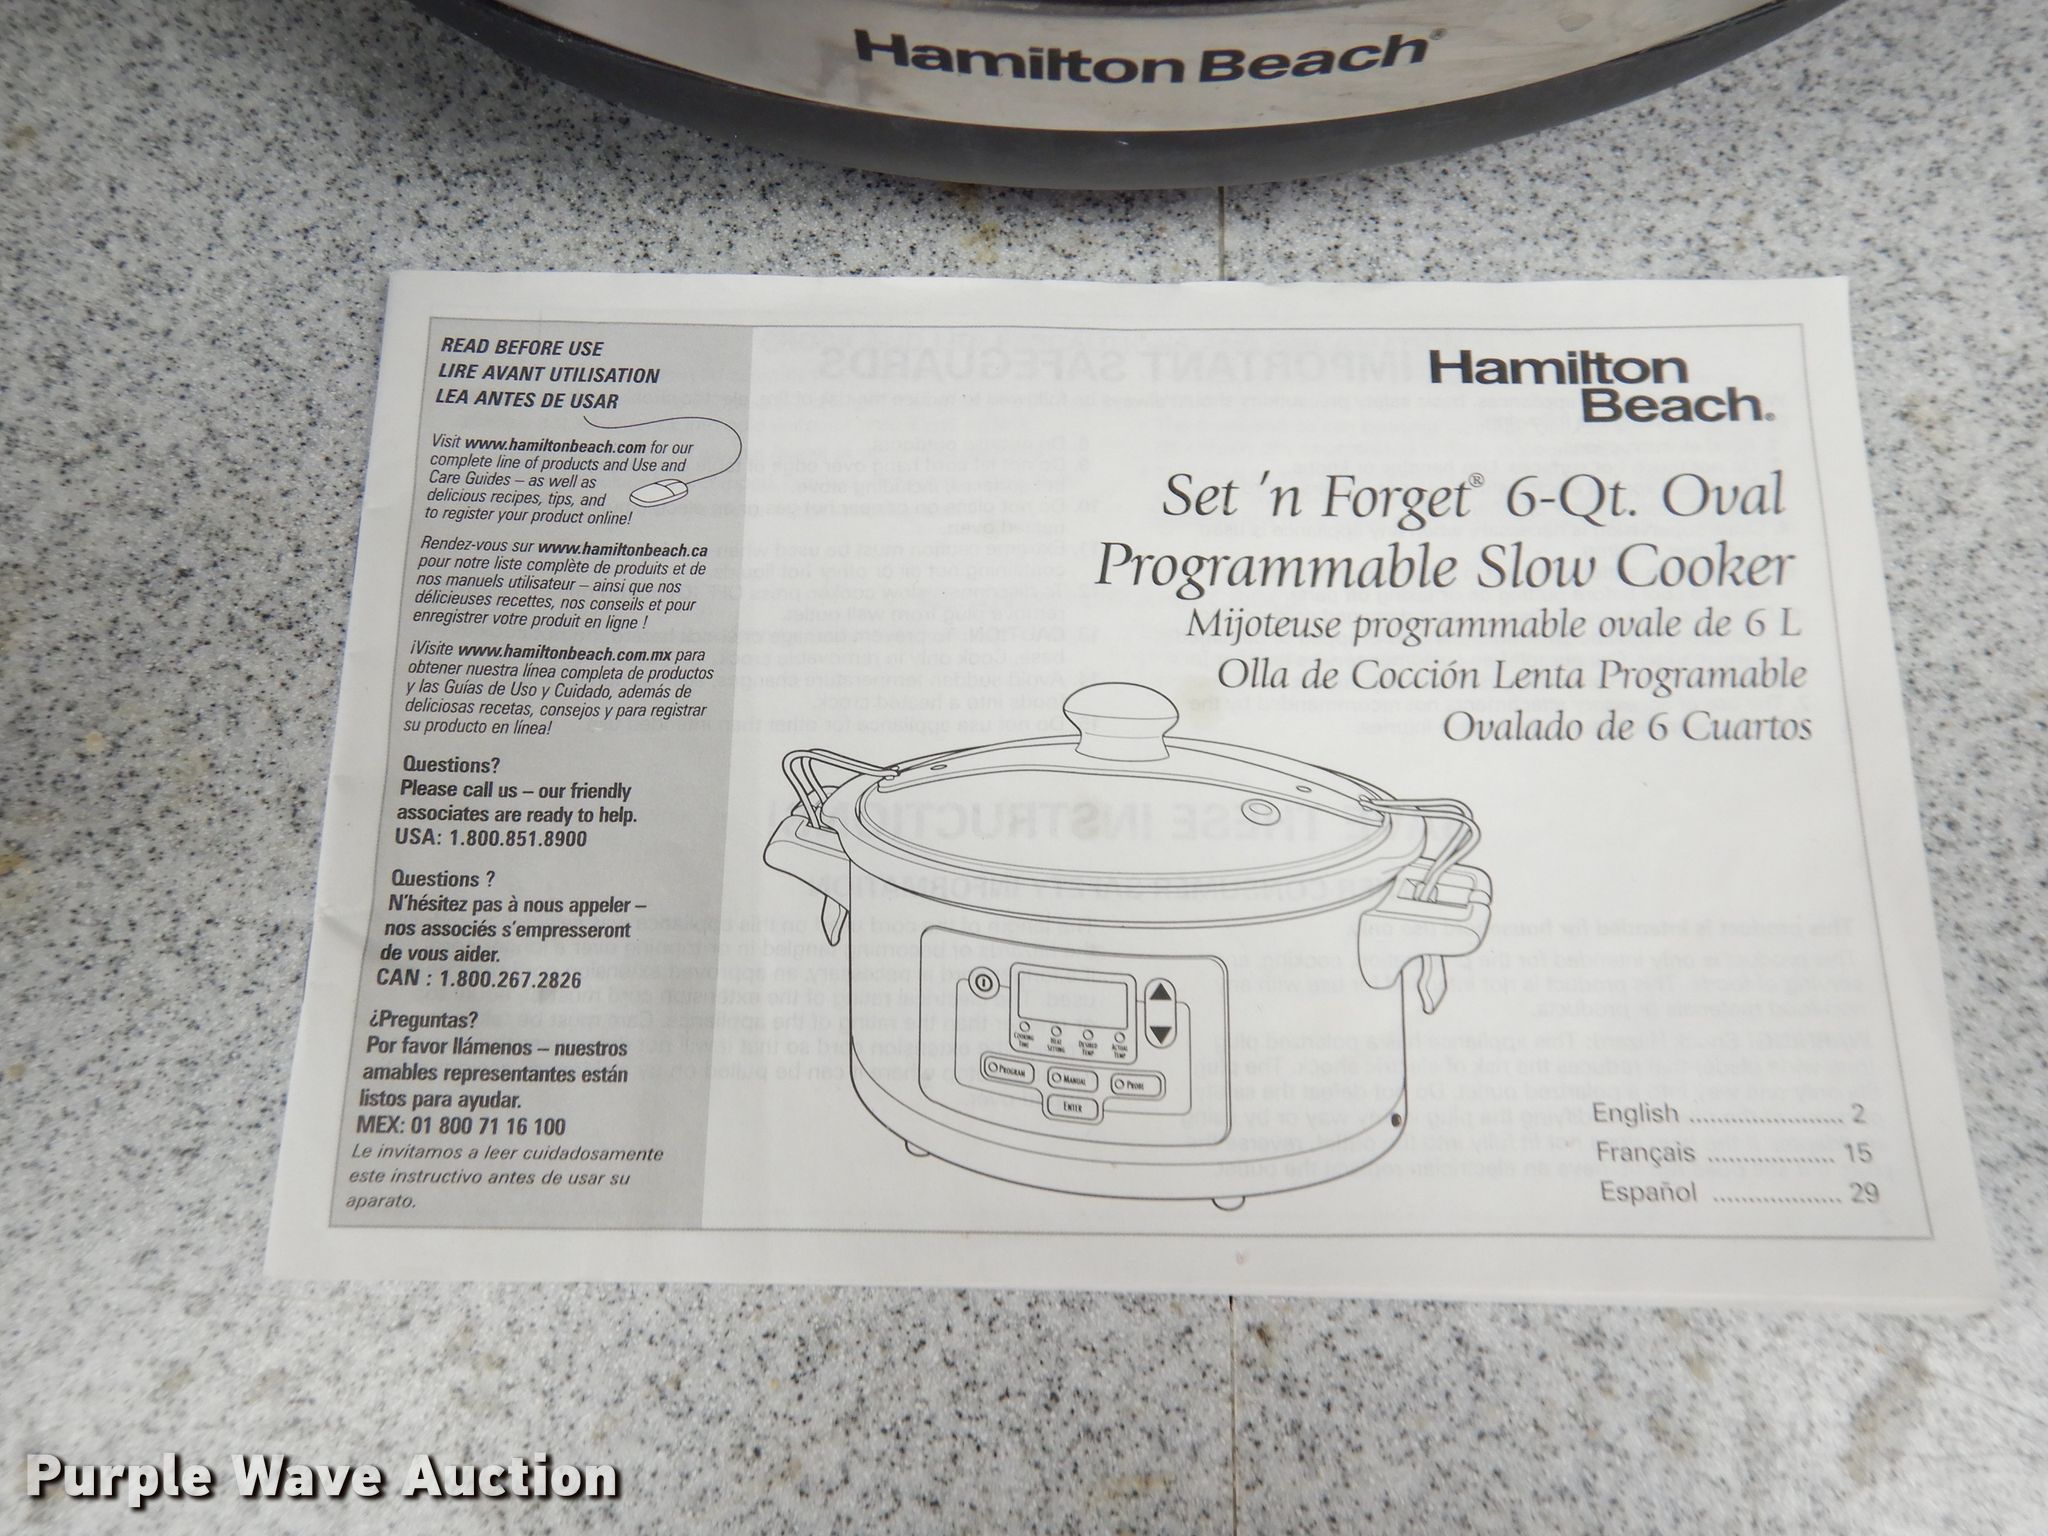 Hamilton Beach®
READ BEFORE USE
LIRE AVANT UTILISATION
LEA ANTES DE USAR
Visit www.hamiltonbeach.com for our
complete line of products and Use and
Care Guides – as well as
delicious recipes, tips, and
to register your product online!
Rendez-vous sur www.hamiltonbeach.ca
pour notre liste complète de produits et de
nos manuels utilisateur – ainsi que nos
délicieuses recettes, nos conseils et pour
enregistrer votre produit en ligne !
¡Visite www.hamiltonbeach.com.mx para
obtener nuestra línea completa de productos
y las Guías de Uso y Cuidado, además de
deliciosas recetas, consejos y para registrar
su producto en línea!
Questions?
Please call us – our friendly
associates are ready to help.
USA: 1.800.851.8900
Questions ?
N'hésitez pas à nous appeler –
nos associés s'empresseront
de vous aider.
CAN : 1.800.267.2826
¿Preguntas?
Por favor llámenos – nuestros
amables representantes están
listos para ayudar.
MEX: 01 800 71 16 100
Le invitamos a leer cuidadosamente
este instructivo antes de usar su
aparato.
Hamilton
Beach®
Set 'n Forget® 6-Qt. Oval
Programmable Slow Cooker
Mijoteuse programmable ovale de 6 L
Olla de Cocción Lenta Programable
Ovalado de 6 Cuartos
COOKING TIME
HEAT SETTING
DESIRED TEMP
ACTUAL TEMP
PROGRAM
MANUAL
PROBE
ENTER
English ...................... 2
Français .................. 15
Español .................. 29
Purple Wave Auction